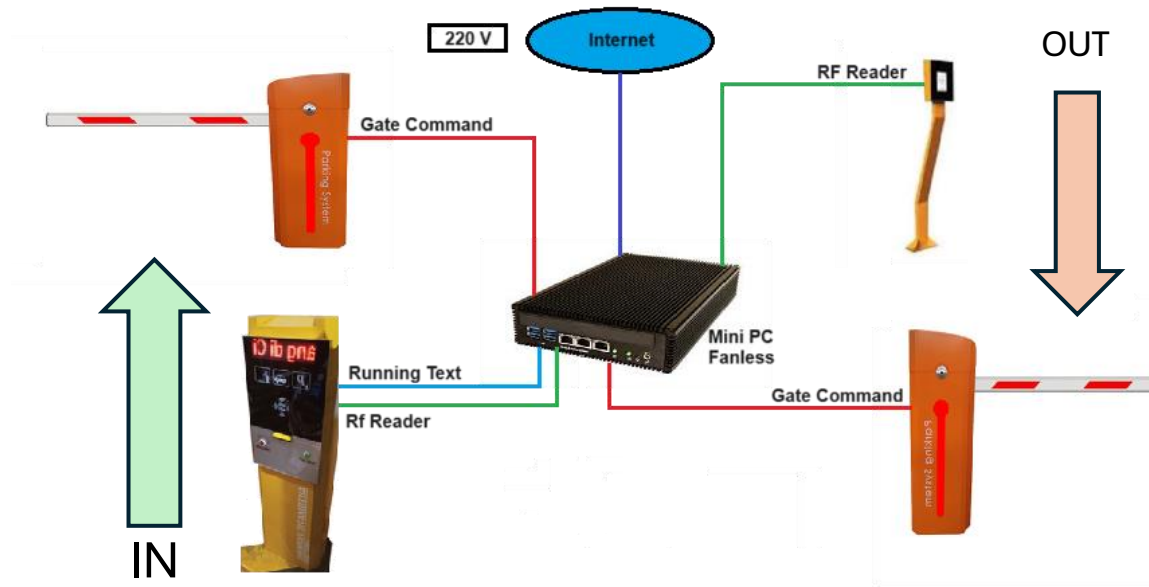 220 V
Internet
OUT
RF Reader
Gate Command
Parking System
Mini PC
Fanless
Running Text
Rf Reader
Gate Command
Parking System
IN